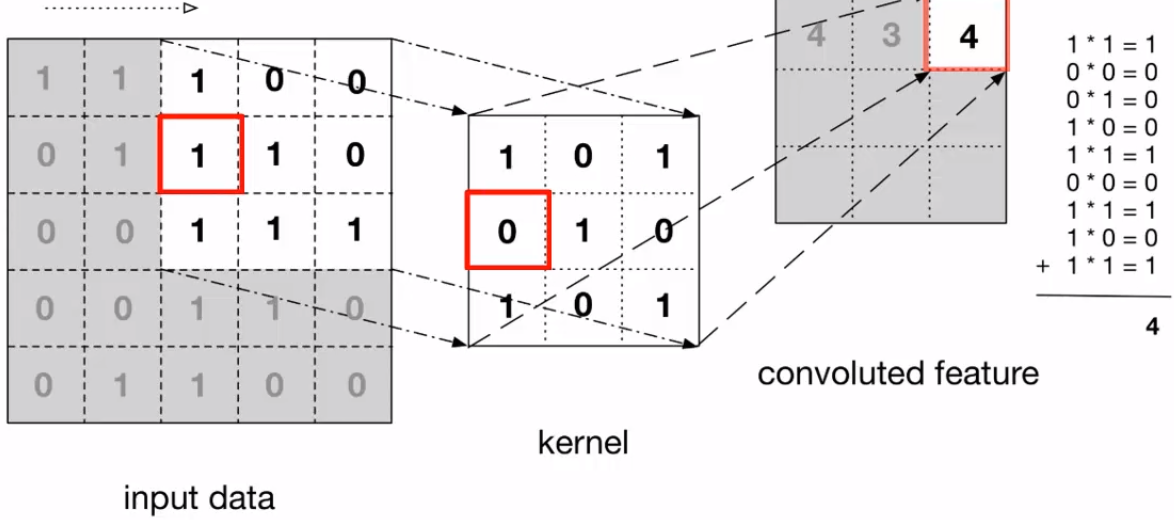 1 1 1 0 0
0 1 1 1 0
0 0 1 1 1
0 0 1 1 0
0 1 1 0 0
input data
1 0 1
0 1 0
1 0 1
kernel
4 3 4
convoluted feature
1 * 1 = 1
0 * 0 = 0
0 * 1 = 0
1 * 0 = 0
1 * 1 = 1
0 * 0 = 0
1 * 1 = 1
1 * 0 = 0
+ 1 * 1 = 1
4